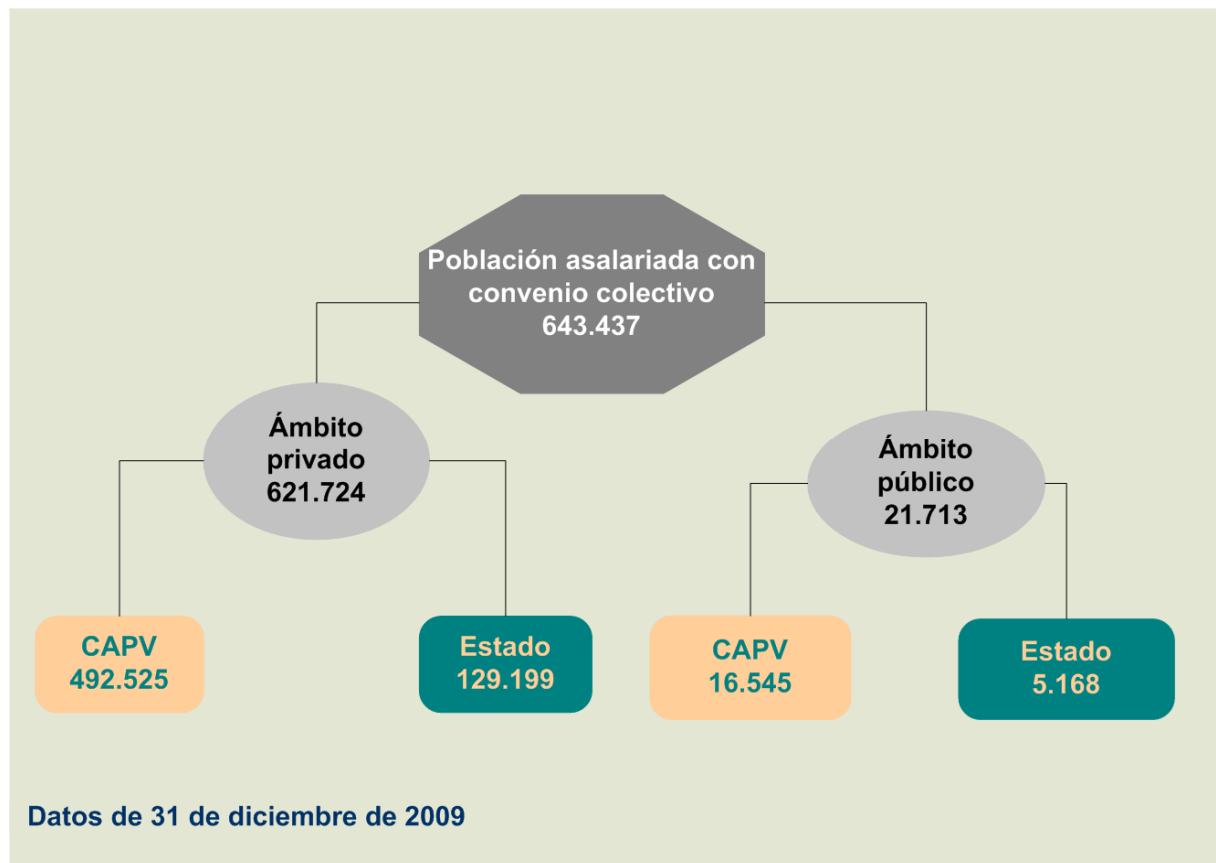 Población asalariada con
convenio colectivo
643.437
Ámbito
privado
621.724
Ámbito
público
21.713
CAPV
492.525
Estado
129.199
CAPV
16.545
Estado
5.168
Datos de 31 de diciembre de 2009